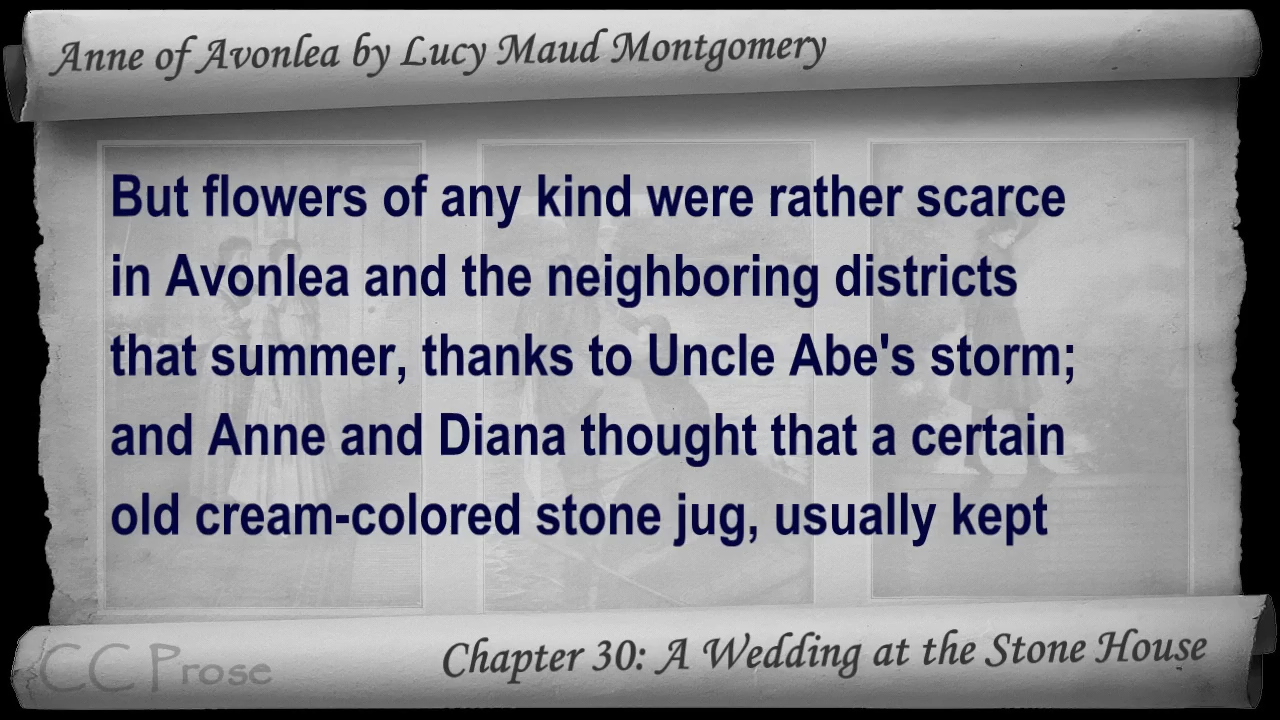 Anne of Avonlea by Lucy Maud Montgomery
But flowers of any kind were rather scarce
in Avonlea and the neighboring districts
that summer, thanks to Uncle Abe's storm;
and Anne and Diana thought that a certain
old cream-colored stone jug, usually kept
CC Prose
Chapter 30: A Wedding at the Stone House